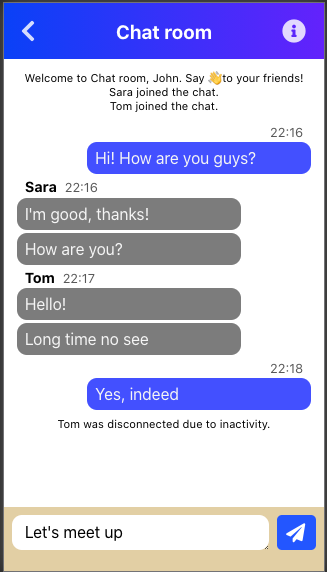 Chat room
Welcome to Chat room, John. Say 👋 to your friends!
Sara joined the chat.
Tom joined the chat.
22:16
Hi! How are you guys?
Sara 22:16
I'm good, thanks!
How are you?
Tom 22:17
Hello!
Long time no see
22:18
Yes, indeed
Tom was disconnected due to inactivity.
Let's meet up